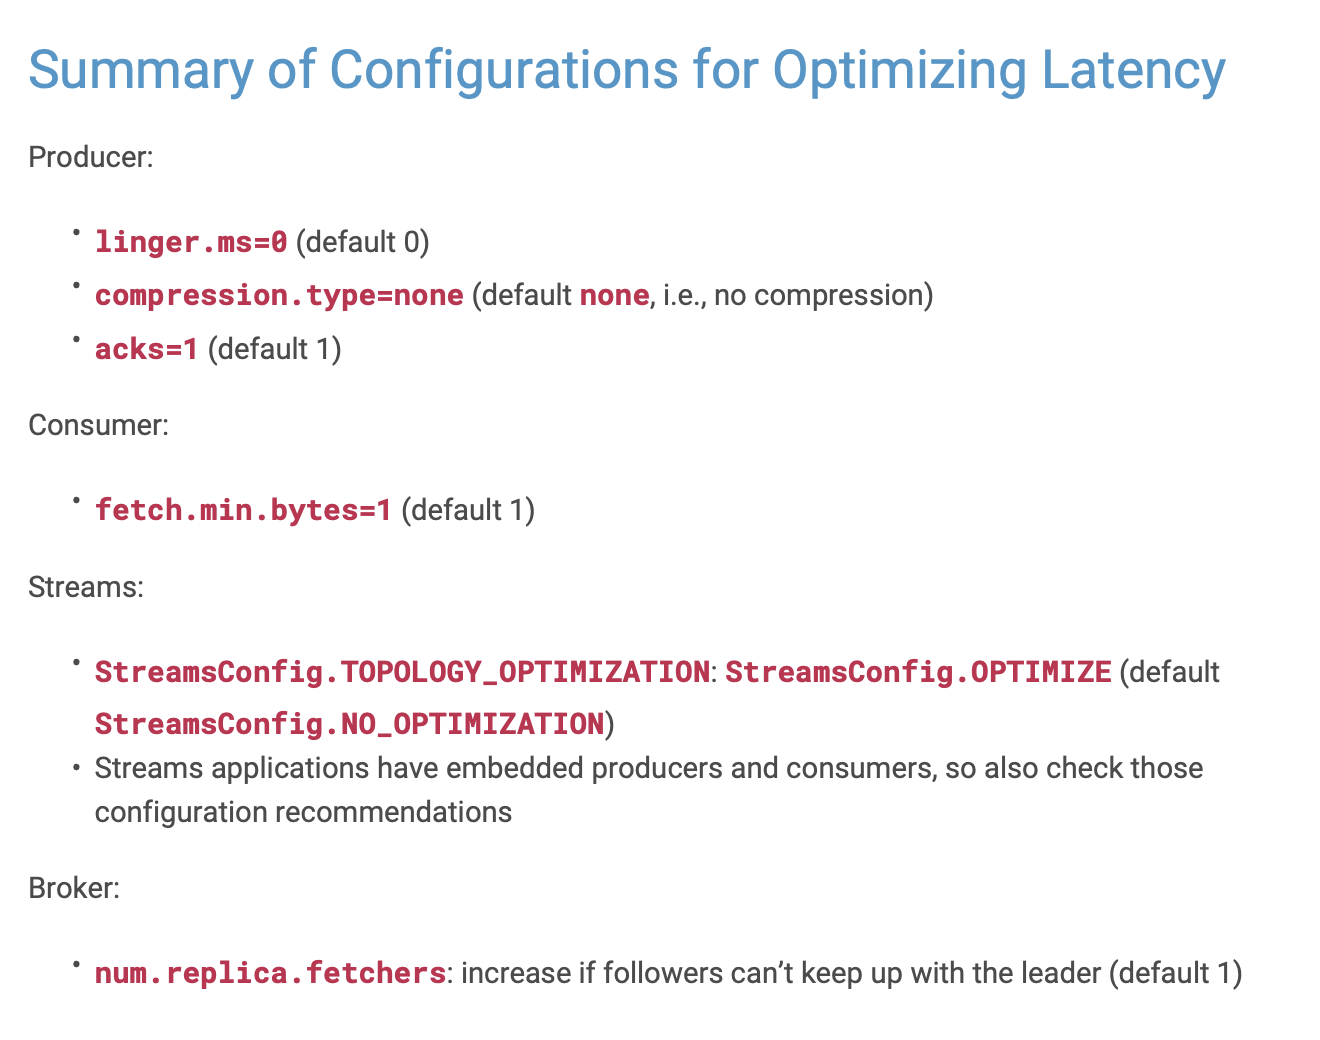 Summary of Configurations for Optimizing Latency
Producer:
• linger.ms=0 (default 0)
• compression.type=none (default none, i.e., no compression)
• acks=1 (default 1)
Consumer:
• fetch.min.bytes=1 (default 1)
Streams:
• StreamsConfig.TOPOLOGY_OPTIMIZATION: StreamsConfig.OPTIMIZE (default
StreamsConfig.NO_OPTIMIZATION)
• Streams applications have embedded producers and consumers, so also check those
configuration recommendations
Broker:
• num.replica.fetchers: increase if followers can’t keep up with the leader (default 1)